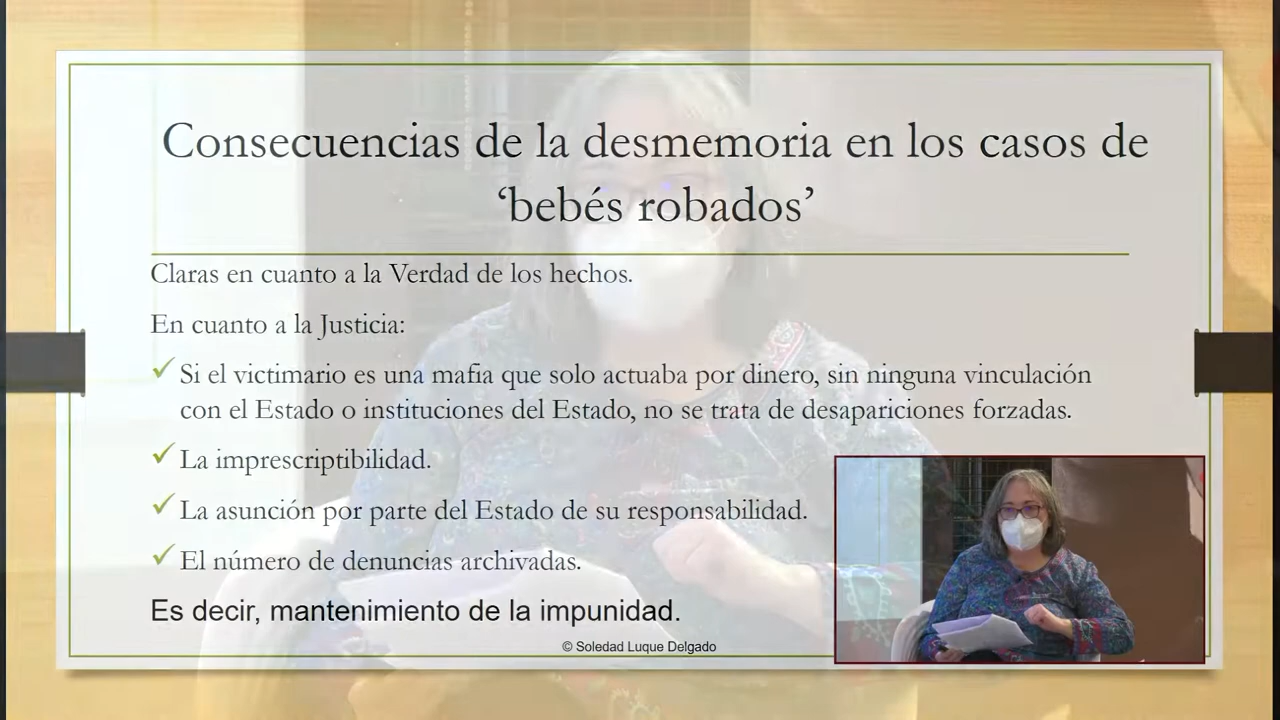 Consecuencias de la desmemoria en los casos de
‘bebés robados’
Claras en cuanto a la Verdad de los hechos.
En cuanto a la Justicia:
Si el victimario es una mafia que solo actuaba por dinero, sin ninguna vinculación
con el Estado o instituciones del Estado, no se trata de desapariciones forzadas.
La imprescriptibilidad.
La asunción por parte del Estado de su responsabilidad.
El número de denuncias archivadas.
Es decir, mantenimiento de la impunidad.
© Soledad Luque Delgado